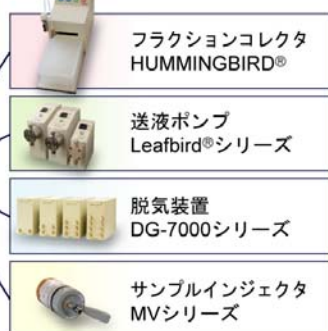 フラクションコレクタ
HUMMINGBIRD®
送液ポンプ
Leafbird®シリーズ
脱気装置
DG-7000シリーズ
サンプルインジェクタ
MVシリーズ